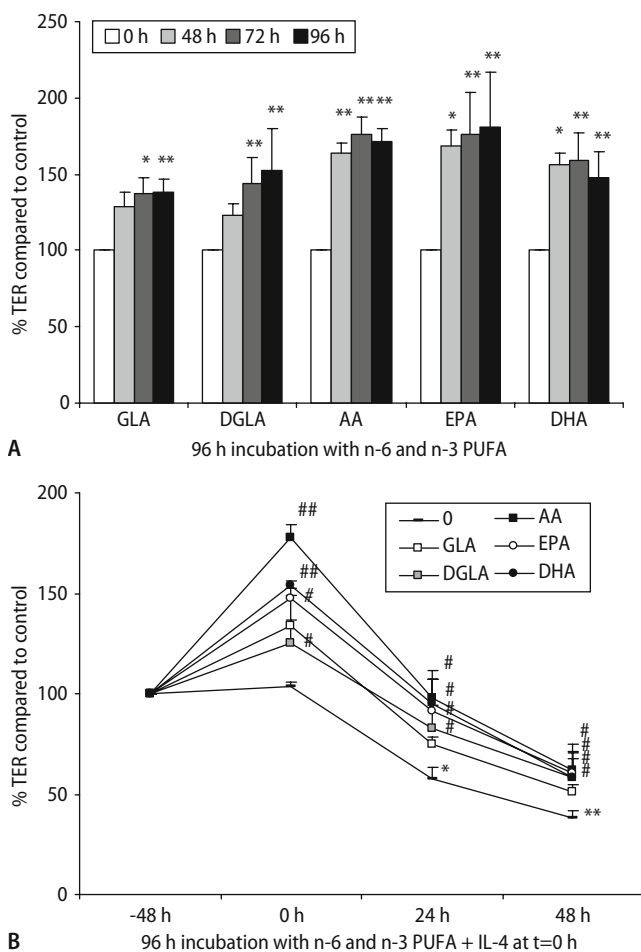 250
200
150
100
50
0
% TER compared to control
0 h 48 h 72 h 96 h
* **
** **
** ** **
* ** **
* ** **
GLA DGLA AA EPA DHA
A 96 h incubation with n-6 and n-3 PUFA
200
150
100
50
0
% TER compared to control
0 AA
GLA EPA
DGLA DHA
##
##
#
#
#
#
#
#
*
#
#
#
#
**
-48 h 0 h 24 h 48 h
B 96 h incubation with n-6 and n-3 PUFA + IL-4 at t=0 h